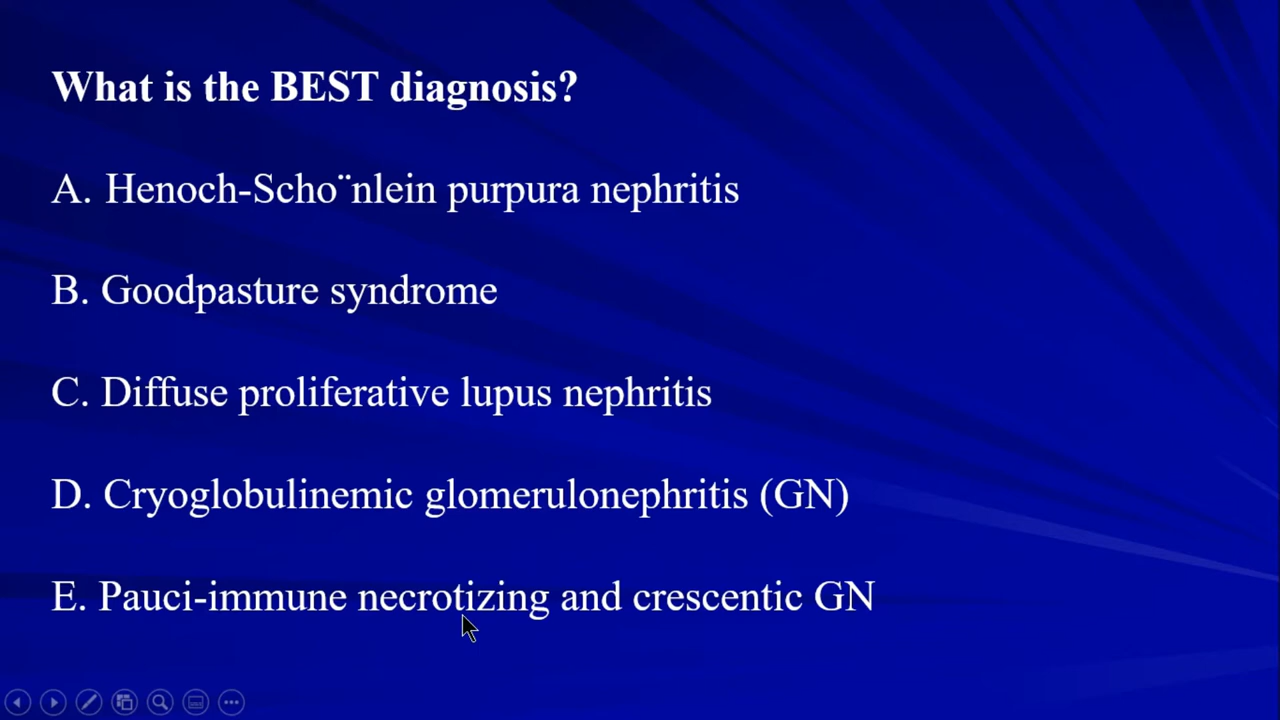 What is the BEST diagnosis?
A. Henoch-Scho¨nlein purpura nephritis
B. Goodpasture syndrome
C. Diffuse proliferative lupus nephritis
D. Cryoglobulinemic glomerulonephritis (GN)
E. Pauci-immune necrotizing and crescentic GN